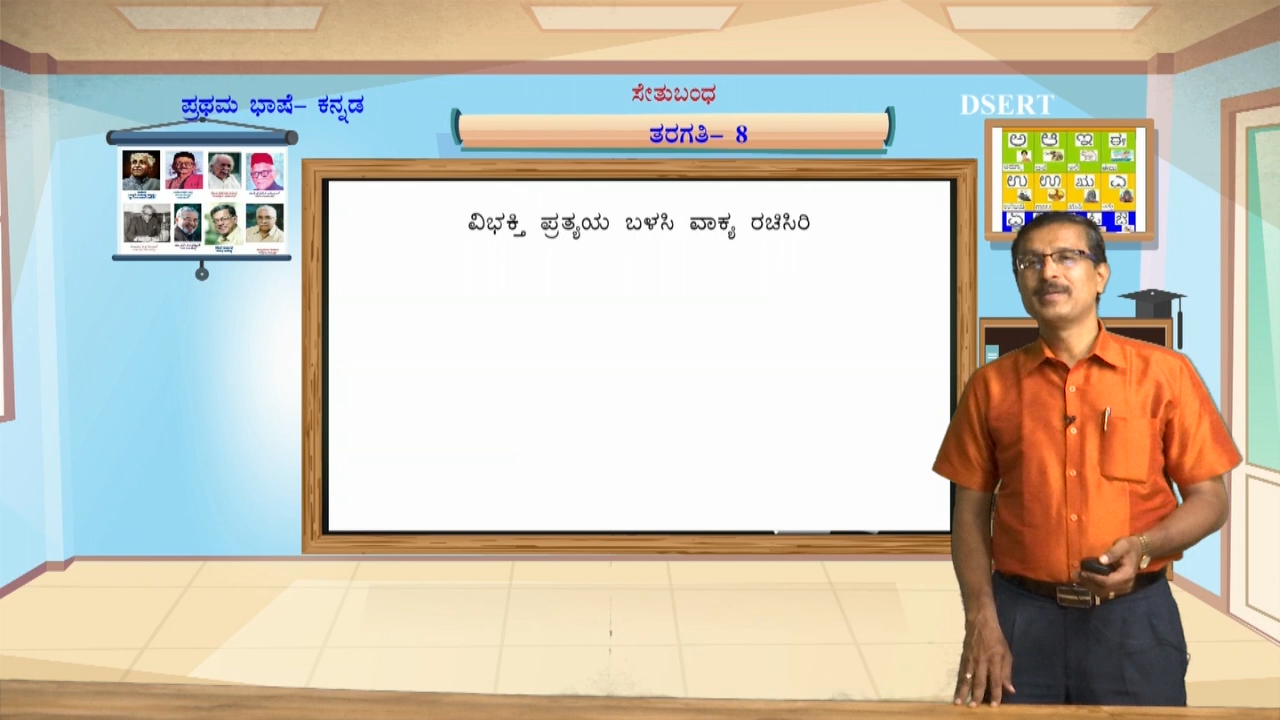 ಪ್ರಥಮ ಭಾಷೆ– ಕನ್ನಡ
ಸೇತುಬಂಧ
DSERT
ತರಗತಿ– 8
ವಿಭಕ್ತಿ ಪ್ರತ್ಯಯ ಬಳಸಿ ವಾಕ್ಯ ರಚಿಸಿರಿ
ಅ ಆ ಇ ಈ
ಉ ಊ ಋ ಎ